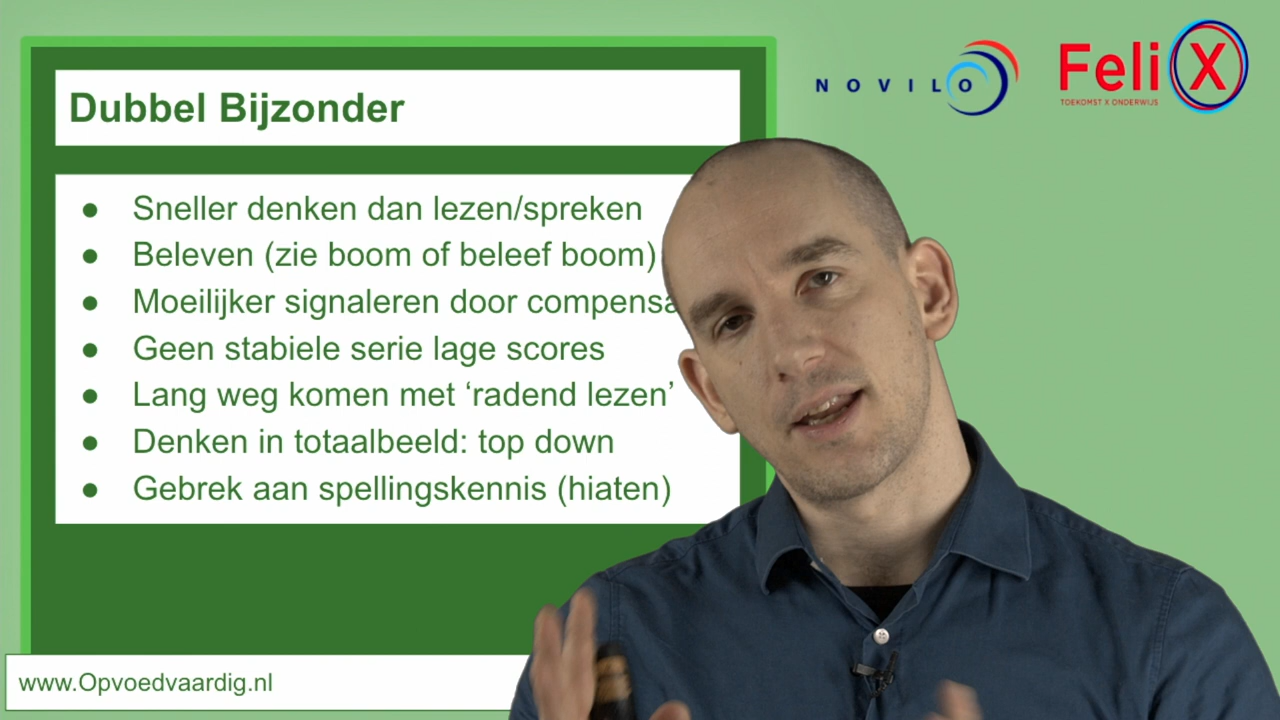 Dubbel Bijzonder
NOVILO
FeliX
TOEKOMST X ONDERWIJS
● Sneller denken dan lezen/spreken
● Beleven (zie boom of beleef boom)
● Moeilijker signaleren door compensa
● Geen stabiele serie lage scores
● Lang weg komen met ‘radend lezen’
● Denken in totaalbeeld: top down
● Gebrek aan spellingskennis (hiaten)
www.Opvoedvaardig.nl